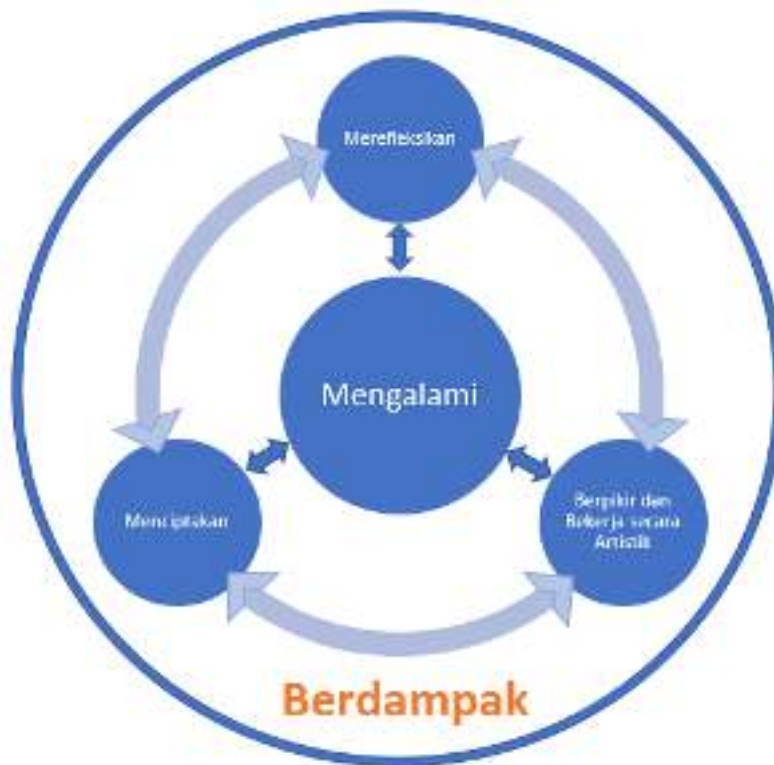 Merefleksikan
Mengalami
Menciptakan
Berpikir dan
Bekerja secara
Artistik
Berdampak